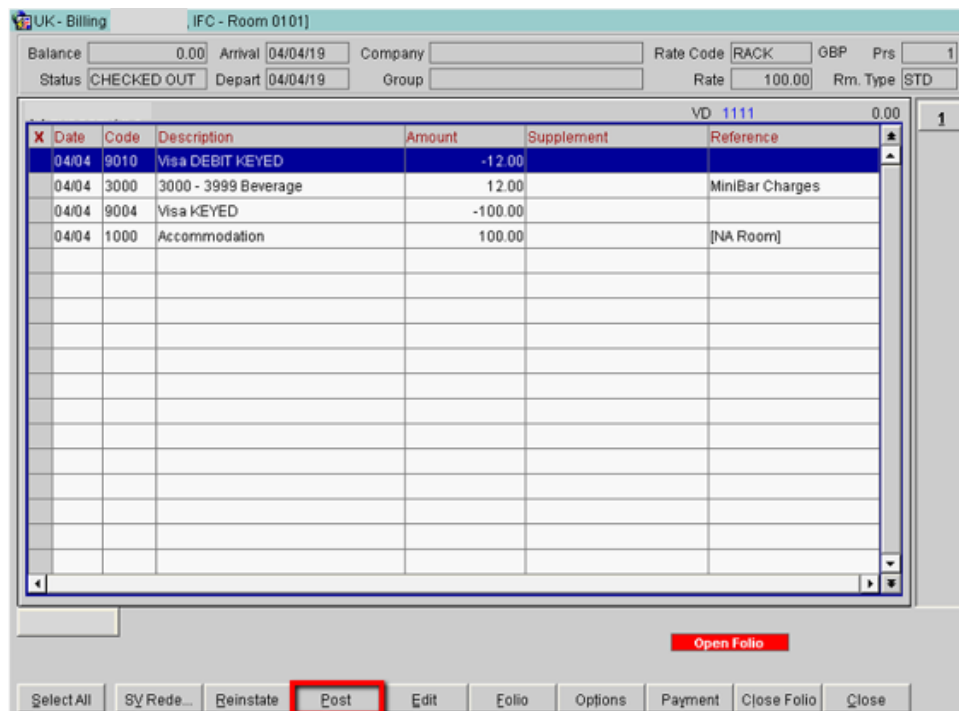 UK - Billing , IFC - Room 0101]
Balance 0.00 Arrival 04/04/19 Company Rate Code RACK GBP Prs 1
Status CHECKED OUT Depart 04/04/19 Group Rate 100.00 Rm. Type STD
VD 1111 0.00 1
X Date Code Description Amount Supplement Reference
04/04 9010 Visa DEBIT KEYED -12.00
04/04 3000 3000 - 3999 Beverage 12.00 MiniBar Charges
04/04 9004 Visa KEYED -100.00
04/04 1000 Accommodation 100.00 [NA Room]
Open Folio
Select All SV Rede... Reinstate Post Edit Folio Options Payment Close Folio Close